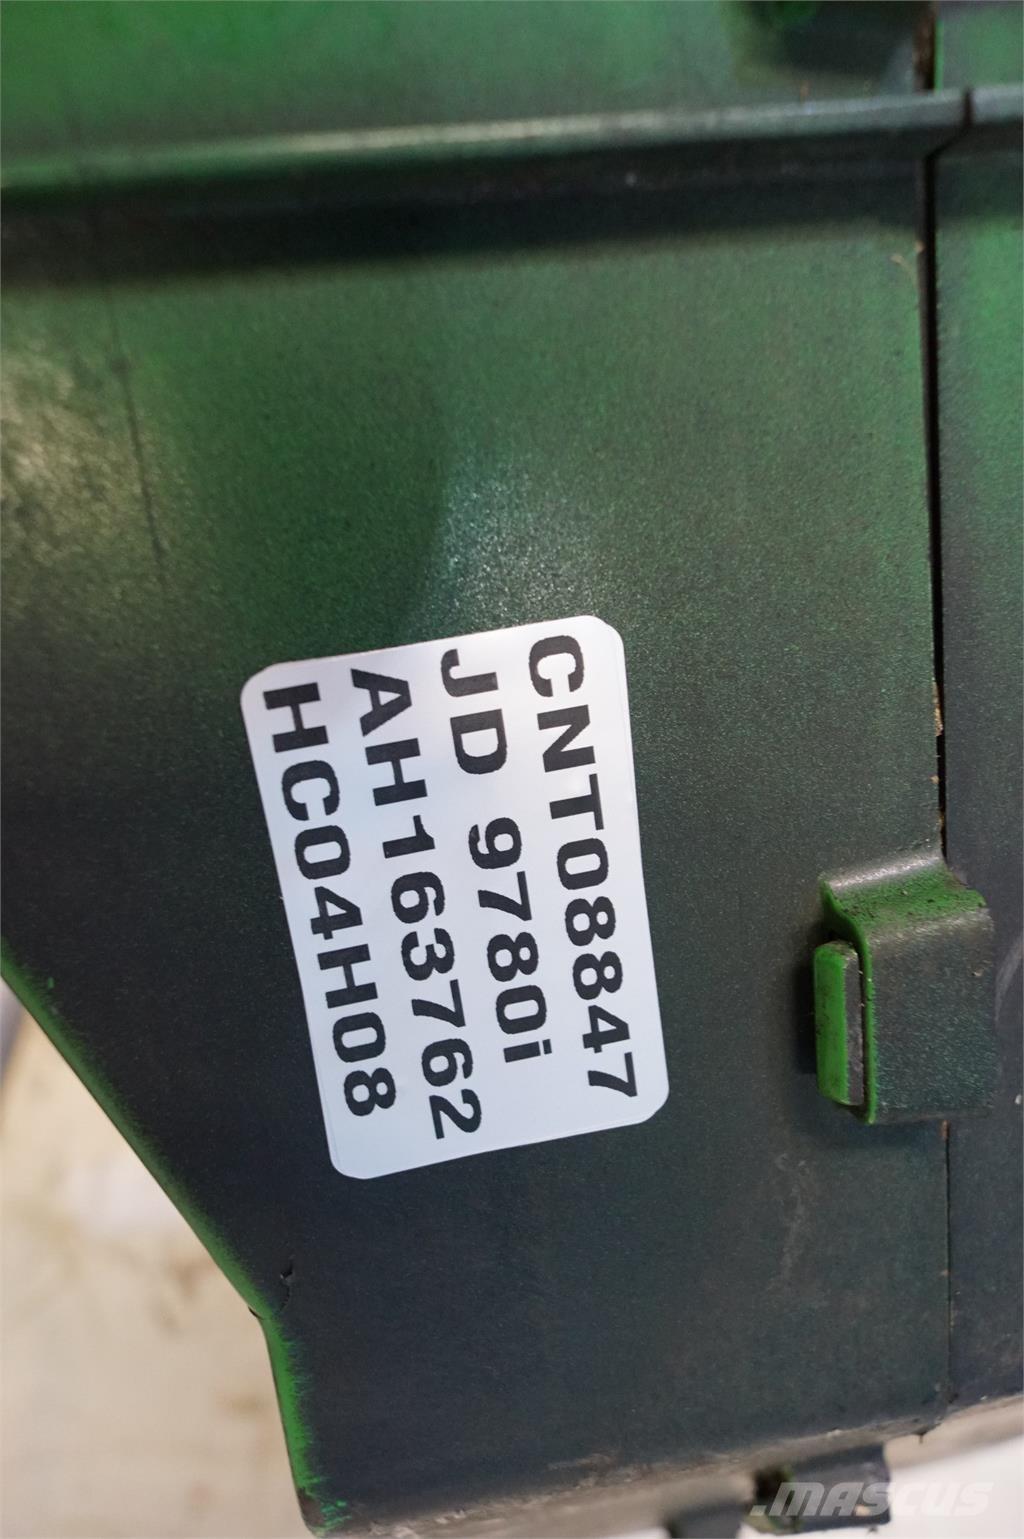 CNT08847
JD 9780i
AH163762
HC04H08
.MASCUS